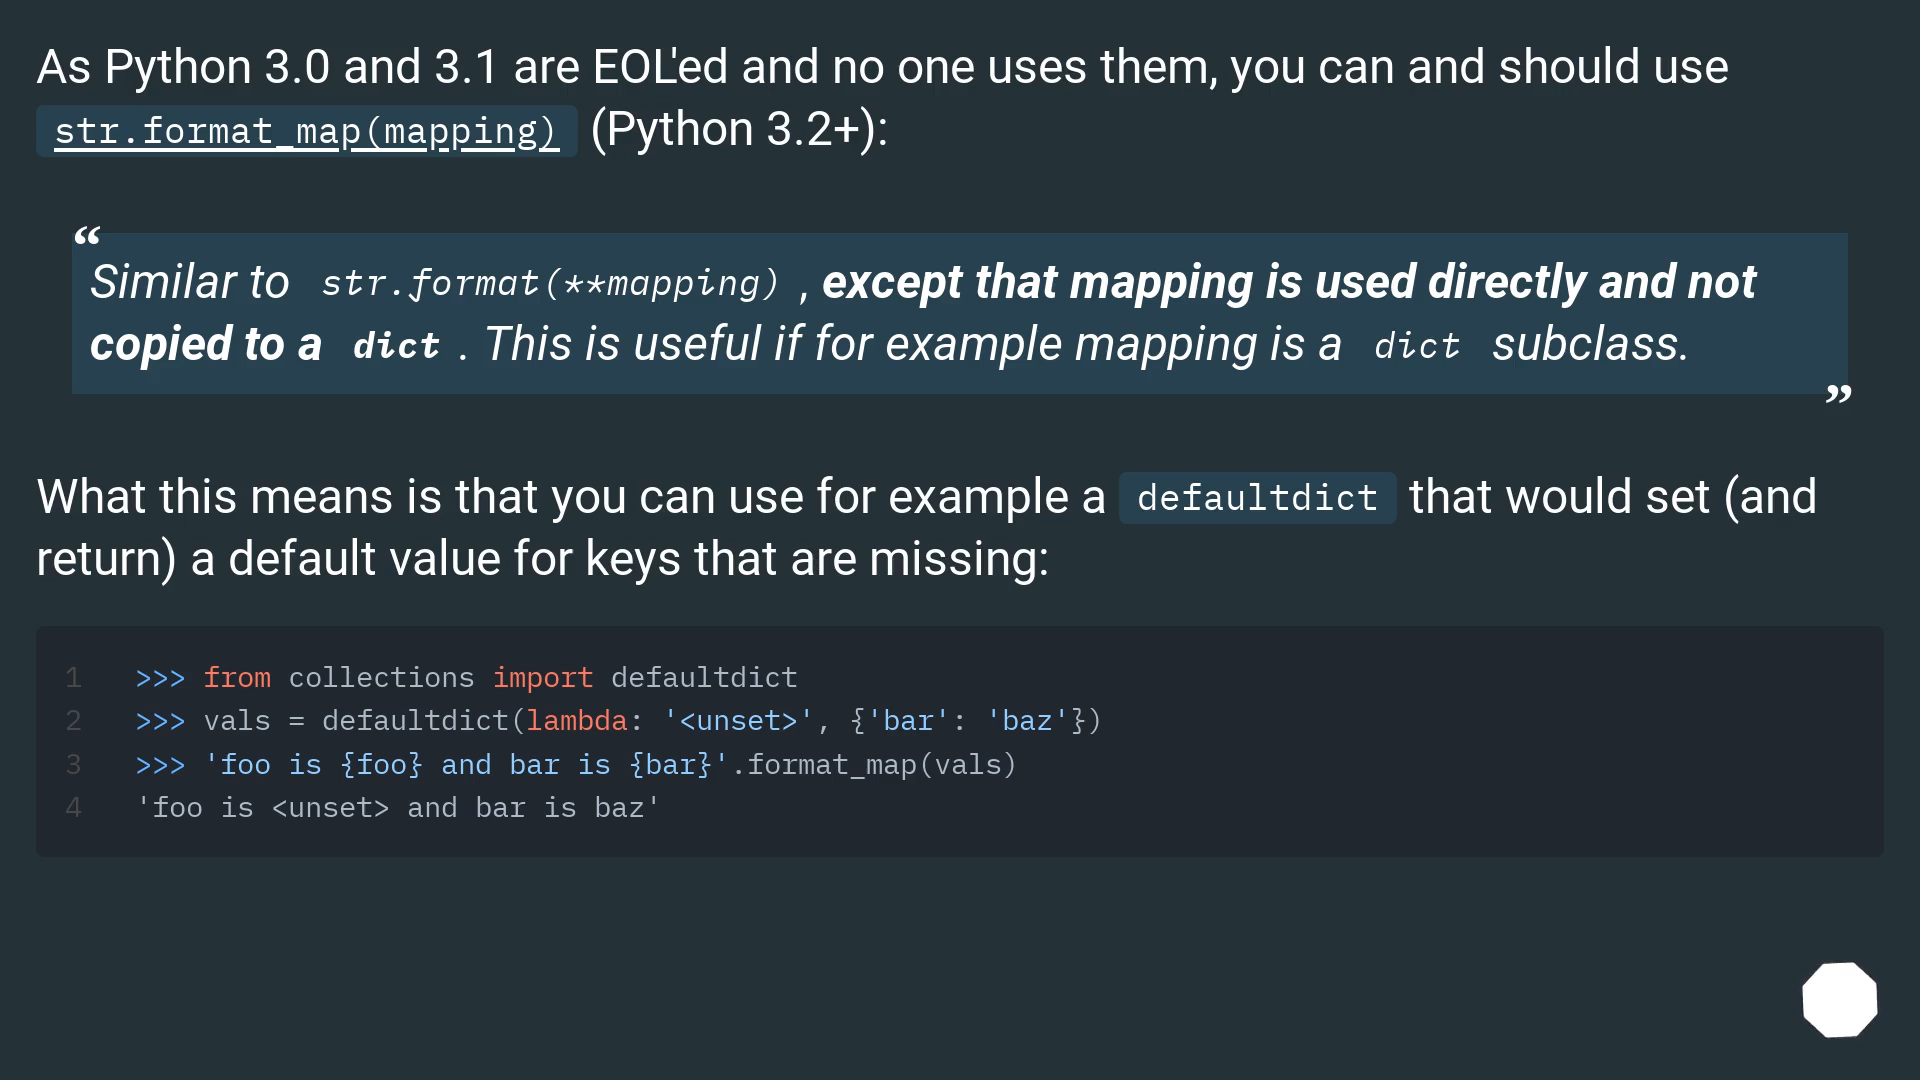 As Python 3.0 and 3.1 are EOL'ed and no one uses them, you can and should use
str.format_map(mapping) (Python 3.2+):
“
Similar to str.format(**mapping) , except that mapping is used directly and not
copied to a dict . This is useful if for example mapping is a dict subclass.
”
What this means is that you can use for example a defaultdict that would set (and
return) a default value for keys that are missing:
1 >>> from collections import defaultdict
2 >>> vals = defaultdict(lambda: '<unset>', {'bar': 'baz'})
3 >>> 'foo is {foo} and bar is {bar}'.format_map(vals)
4 'foo is <unset> and bar is baz'